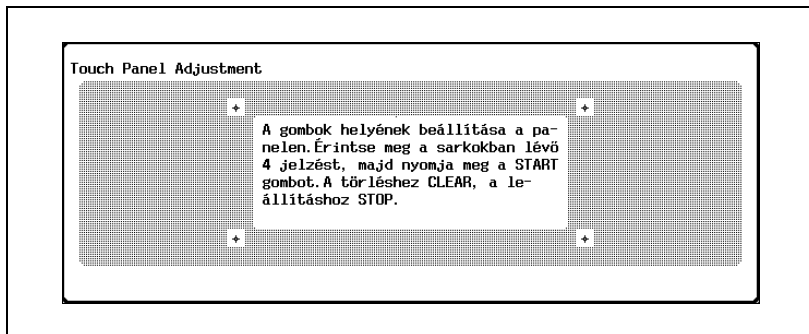 Touch Panel Adjustment
A gombok helyének beállítása a pa-
nelen.Érintse meg a sarkokban lévő
4 jelzést, majd nyomja meg a START
gombot.A törléshez CLEAR, a le-
állításhoz STOP.